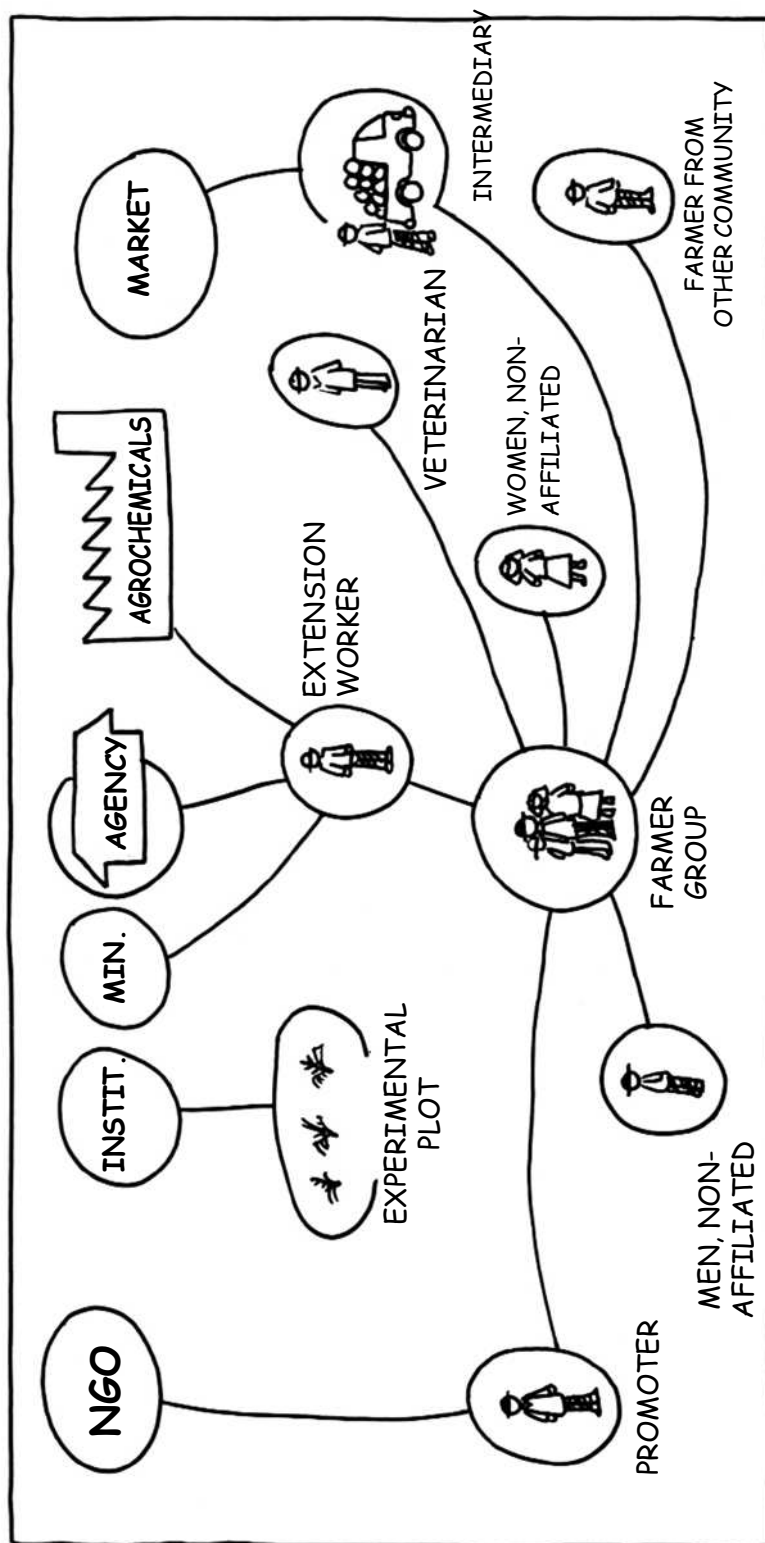 NGO
INSTIT.
MIN.
AGENCY
AGROCHEMICALS
MARKET
EXPERIMENTAL
PLOT
EXTENSION
WORKER
VETERINARIAN
INTERMEDIARY
PROMOTER
MEN, NON-
AFFILIATED
FARMER
GROUP
WOMEN, NON-
AFFILIATED
FARMER FROM
OTHER COMMUNITY